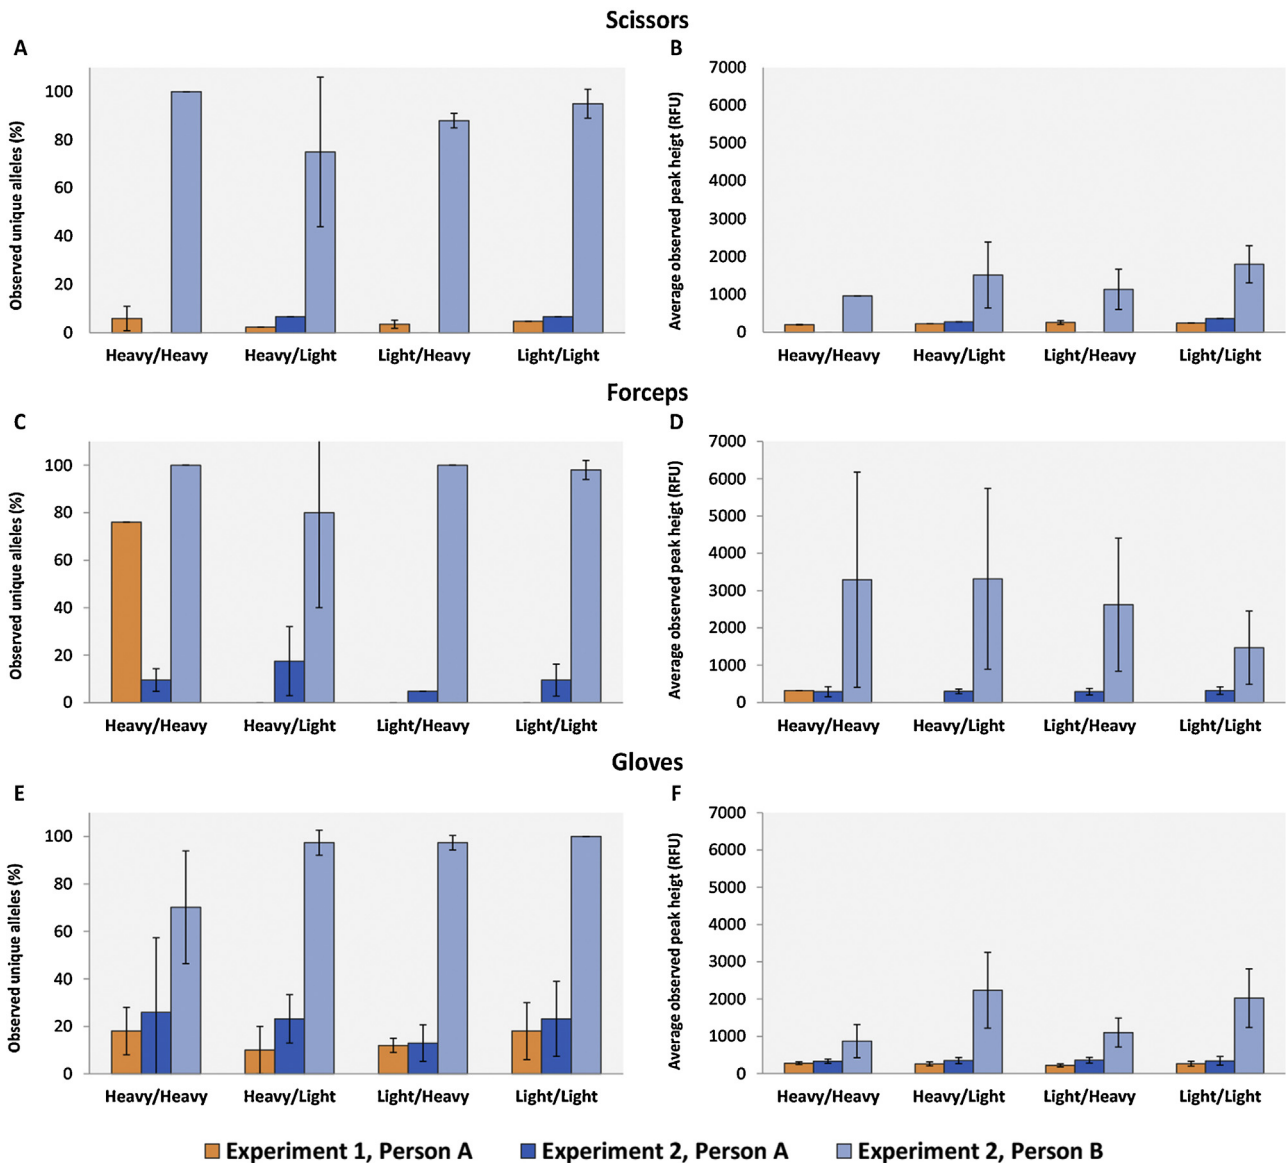 Scissors
A
Observed unique alleles (%)
100
80
60
40
20
0
Heavy/Heavy Heavy/Light Light/Heavy Light/Light
B
Average observed peak heigt (RFU)
7000
6000
5000
4000
3000
2000
1000
0
Heavy/Heavy Heavy/Light Light/Heavy Light/Light
Forceps
C
Observed unique alleles (%)
100
80
60
40
20
0
Heavy/Heavy Heavy/Light Light/Heavy Light/Light
D
Average observed peak heigt (RFU)
7000
6000
5000
4000
3000
2000
1000
0
Heavy/Heavy Heavy/Light Light/Heavy Light/Light
Gloves
E
Observed unique alleles (%)
100
80
60
40
20
0
Heavy/Heavy Heavy/Light Light/Heavy Light/Light
F
Average observed peak heigt (RFU)
7000
6000
5000
4000
3000
2000
1000
0
Heavy/Heavy Heavy/Light Light/Heavy Light/Light
Experiment 1, Person A Experiment 2, Person A Experiment 2, Person B